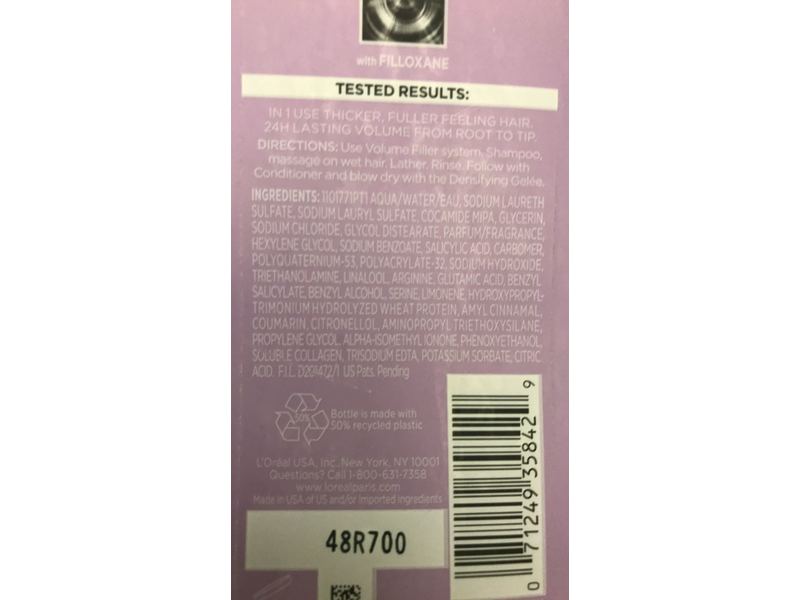 with FILLOXANE
TESTED RESULTS:
IN 1 USE THICKER, FULLER FEELING HAIR.
24H LASTING VOLUME FROM ROOT TO TIP.
DIRECTIONS: Use Volume Filler system. Shampoo,
massage on wet hair. Lather. Rinse. Follow with
Conditioner and blow dry with the Densifying Gelée.
INGREDIENTS: 1101771PT1 AQUA/WATER/EAU, SODIUM LAURETH
SULFATE, SODIUM LAURYL SULFATE, COCAMIDE MIPA, GLYCERIN,
SODIUM CHLORIDE, GLYCOL DISTEARATE, PARFUM/FRAGRANCE,
HEXYLENE GLYCOL, SODIUM BENZOATE, SALICYLIC ACID, CARBOMER,
POLYQUATERNIUM-53, POLYACRYLATE-32, SODIUM HYDROXIDE,
TRIETHANOLAMINE, LINALOOL, ARGININE, GLUTAMIC ACID, BENZYL
SALICYLATE, BENZYL ALCOHOL, SERINE, LIMONENE, HYDROXYPROPYL-
TRIMONIUM HYDROLYZED WHEAT PROTEIN, AMYL CINNAMAL,
COUMARIN, CITRONELLOL, AMINOPROPYL TRIETHOXYSILANE,
PROPYLENE GLYCOL, ALPHA-ISOMETHYL IONONE, PHENOXYETHANOL,
SOLUBLE COLLAGEN, TRISODIUM EDTA, POTASSIUM SORBATE, CITRIC
ACID. F.I.L. D201472/1 US Pats. Pending
50%
Bottle is made with
50% recycled plastic
L'Oréal USA, Inc. New York, NY 10001
Questions? Call 1-800-631-7358
www.lorealparis.com
Made in USA of US and/or imported ingredients
48R700
0 71249 35842 9